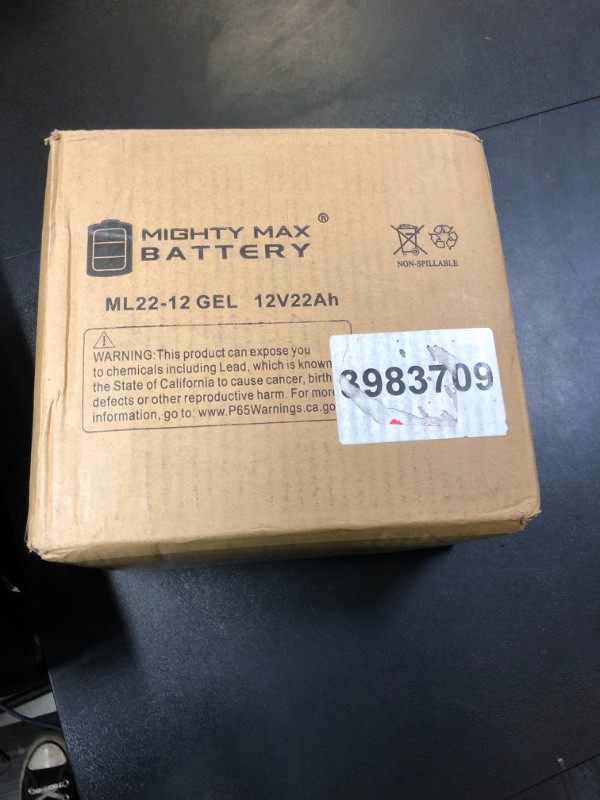 MIGHTY MAX ®
BATTERY
NON-SPILLABLE
ML22-12 GEL 12V22Ah
WARNING: This product can expose you
to chemicals including Lead, which is known
the State of California to cause cancer, birth
defects or other reproductive harm. For more
information, go to: www.P65Warnings.ca.go
3983709